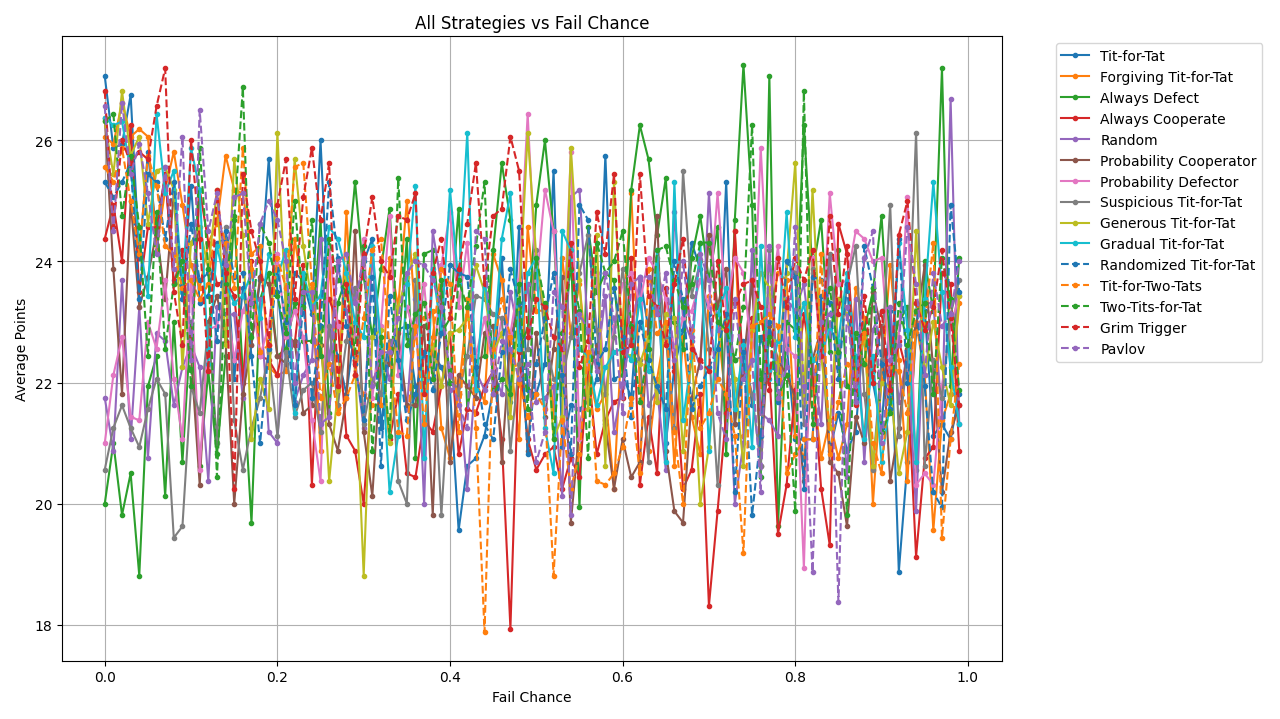 All Strategies vs Fail Chance
Average Points
26
24
22
20
18
0.0
0.2
0.4
0.6
0.8
1.0
Fail Chance
Tit-for-Tat
Forgiving Tit-for-Tat
Always Defect
Always Cooperate
Random
Probability Cooperator
Probability Defector
Suspicious Tit-for-Tat
Generous Tit-for-Tat
Gradual Tit-for-Tat
Randomized Tit-for-Tat
Tit-for-Two-Tats
Two-Tits-for-Tat
Grim Trigger
Pavlov